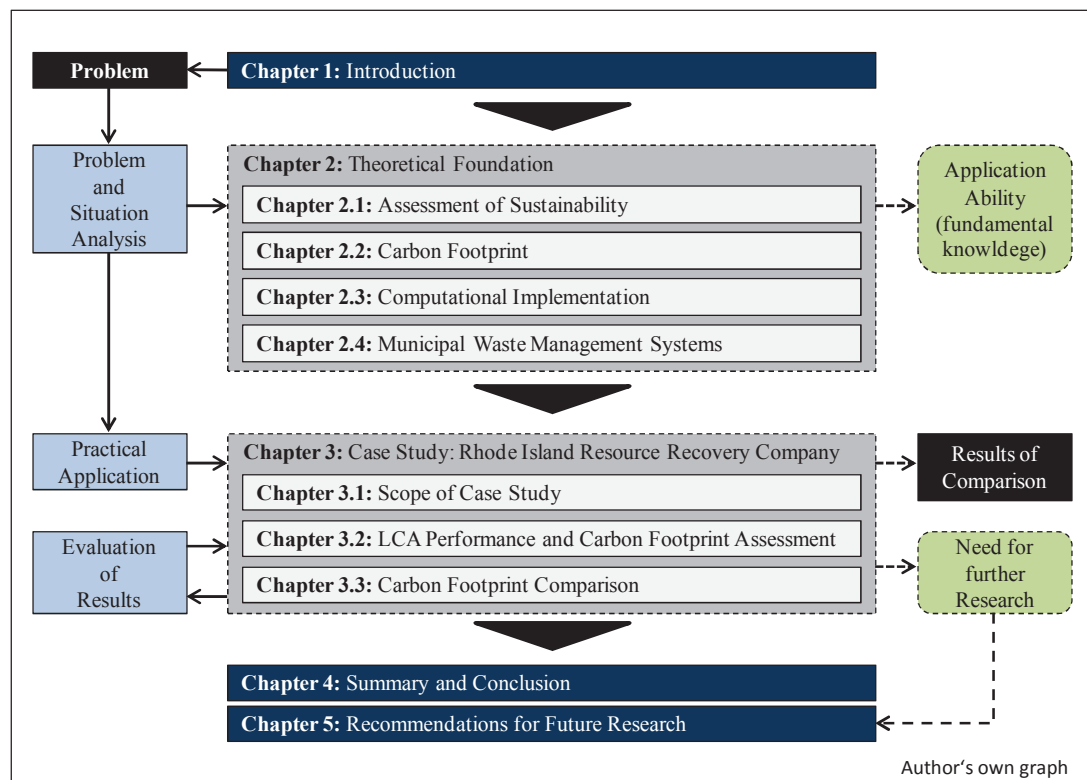 Problem
Chapter 1: Introduction
Problem
and
Situation
Analysis
Chapter 2: Theoretical Foundation
Chapter 2.1: Assessment of Sustainability
Chapter 2.2: Carbon Footprint
Chapter 2.3: Computational Implementation
Chapter 2.4: Municipal Waste Management Systems
Application
Ability
(fundamental
knowldege)
Practical
Application
Chapter 3: Case Study: Rhode Island Resource Recovery Company
Chapter 3.1: Scope of Case Study
Chapter 3.2: LCA Performance and Carbon Footprint Assessment
Chapter 3.3: Carbon Footprint Comparison
Results of
Comparison
Evaluation
of
Results
Need for
further
Research
Chapter 4: Summary and Conclusion
Chapter 5: Recommendations for Future Research
Author‘s own graph